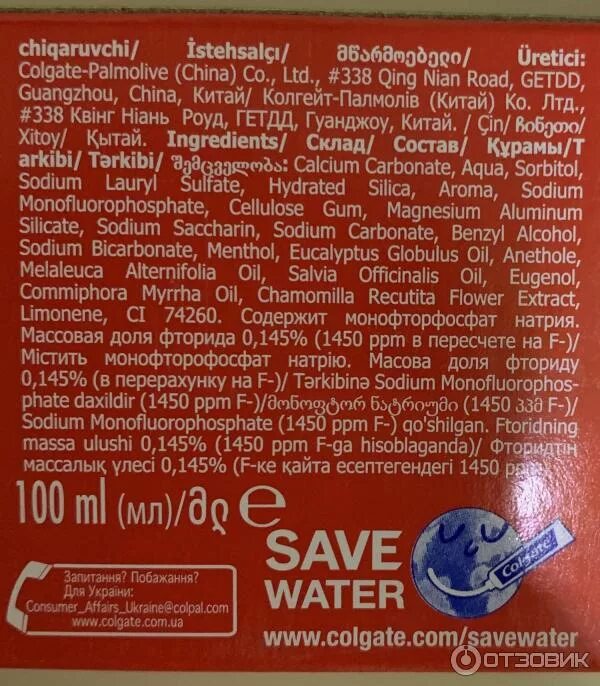 chiqaruvchi/ İstehsalçı/ მწარმოებელი/ Üretici:
Colgate-Palmolive (China) Co., Ltd., #338 Qing Nian Road, GETDD,
Guangzhou, China, Китай/ Колгейт-Палмолів (Китай) Ко. Лтд.,
#338 Квінг Ніань Роуд, ГЕТДД, Гуанджоу, Китай. / Çin/ ჩინეთი/
Xitoy/ Қытай. Ingredients/ Склад/ Состав/ Құрамы/T
arkibi/ Tərkibi/ შემცველობა: Calcium Carbonate, Aqua, Sorbitol,
Sodium Lauryl Sulfate, Hydrated Silica, Aroma, Sodium
Monofluorophosphate, Cellulose Gum, Magnesium Aluminum
Silicate, Sodium Saccharin, Sodium Carbonate, Benzyl Alcohol,
Sodium Bicarbonate, Menthol, Eucalyptus Globulus Oil, Anethole,
Melaleuca Alternifolia Oil, Salvia Officinalis Oil, Eugenol,
Commiphora Myrrha Oil, Chamomilla Recutita Flower Extract,
Limonene, CI 74260. Содержит монофторфосфат натрия.
Массовая доля фторида 0,145% (1450 ppm в пересчете на F-)/
Містить монофторофосфат натрію. Масова доля фториду
0,145% (в перерахунку на F-)/ Tərkibinə Sodium Monofluorophos-
phate daxildir (1450 ppm F-)/მონოფტორ ნატრიუმი (1450 პპმ F-)/
Sodium Monofluorophosphate (1450 ppm F-) qo'shilgan. Ftoridning
massa ulushi 0,145% (1450 ppm F-ga hisoblaganda)/ Фторидтің
массалық үлесі 0,145% (F-ке қайта есептегендегі 1450 ppm
100 ml (мл)/მლ ℮
SAVE
WATER
Colgate
www.colgate.com/savewater
Запитання? Побажання?
Для України:
Consumer_Affairs_Ukraine@colpal.com
www.colgate.com.ua
ОТЗОВИК